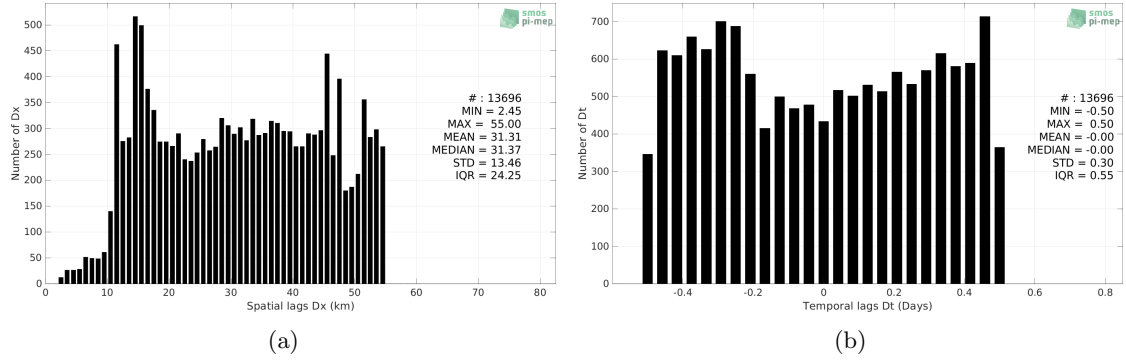 smos
pi-mep
550
500
450
400
350
300
250
200
150
100
50
0
Number of Dx
# : 13696
MIN = 2.45
MAX = 55.00
MEAN = 31.31
MEDIAN = 31.37
STD = 13.46
IQR = 24.25
0 10 20 30 40 50 60 70 80
Spatial lags Dx (km)
(a)
smos
pi-mep
700
600
500
400
300
200
100
0
Number of Dt
# : 13696
MIN = -0.50
MAX = 0.50
MEAN = -0.00
MEDIAN = -0.00
STD = 0.30
IQR = 0.55
-0.4 -0.2 0 0.2 0.4 0.6 0.8
Temporal lags Dt (Days)
(b)